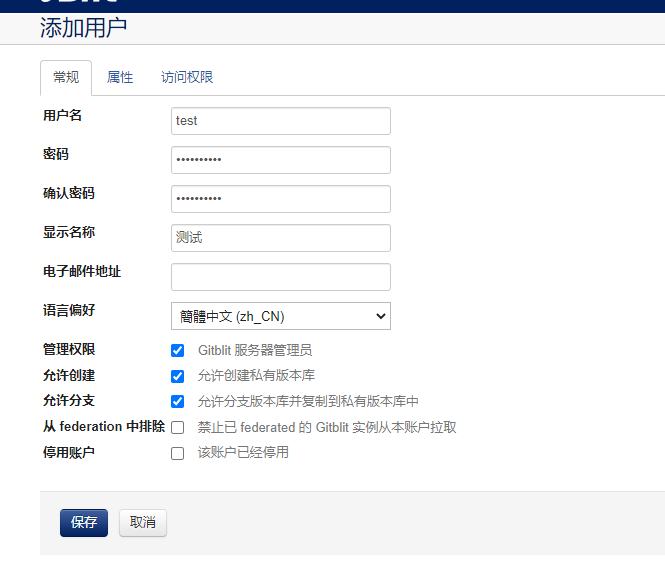 添加用户
常规 属性 访问权限
用户名 test
密码 ••••••••••
确认密码 ••••••••••
显示名称 测试
电子邮件地址
语言偏好 简體中文 (zh_CN)
管理权限 Gitblit 服务器管理员
允许创建 允许创建私有版本库
允许分支 允许分支版本库并复制到私有版本库中
从 federation 中排除 禁止已 federated 的 Gitblit 实例从本账户拉取
停用账户 该账户已经停用
保存 取消